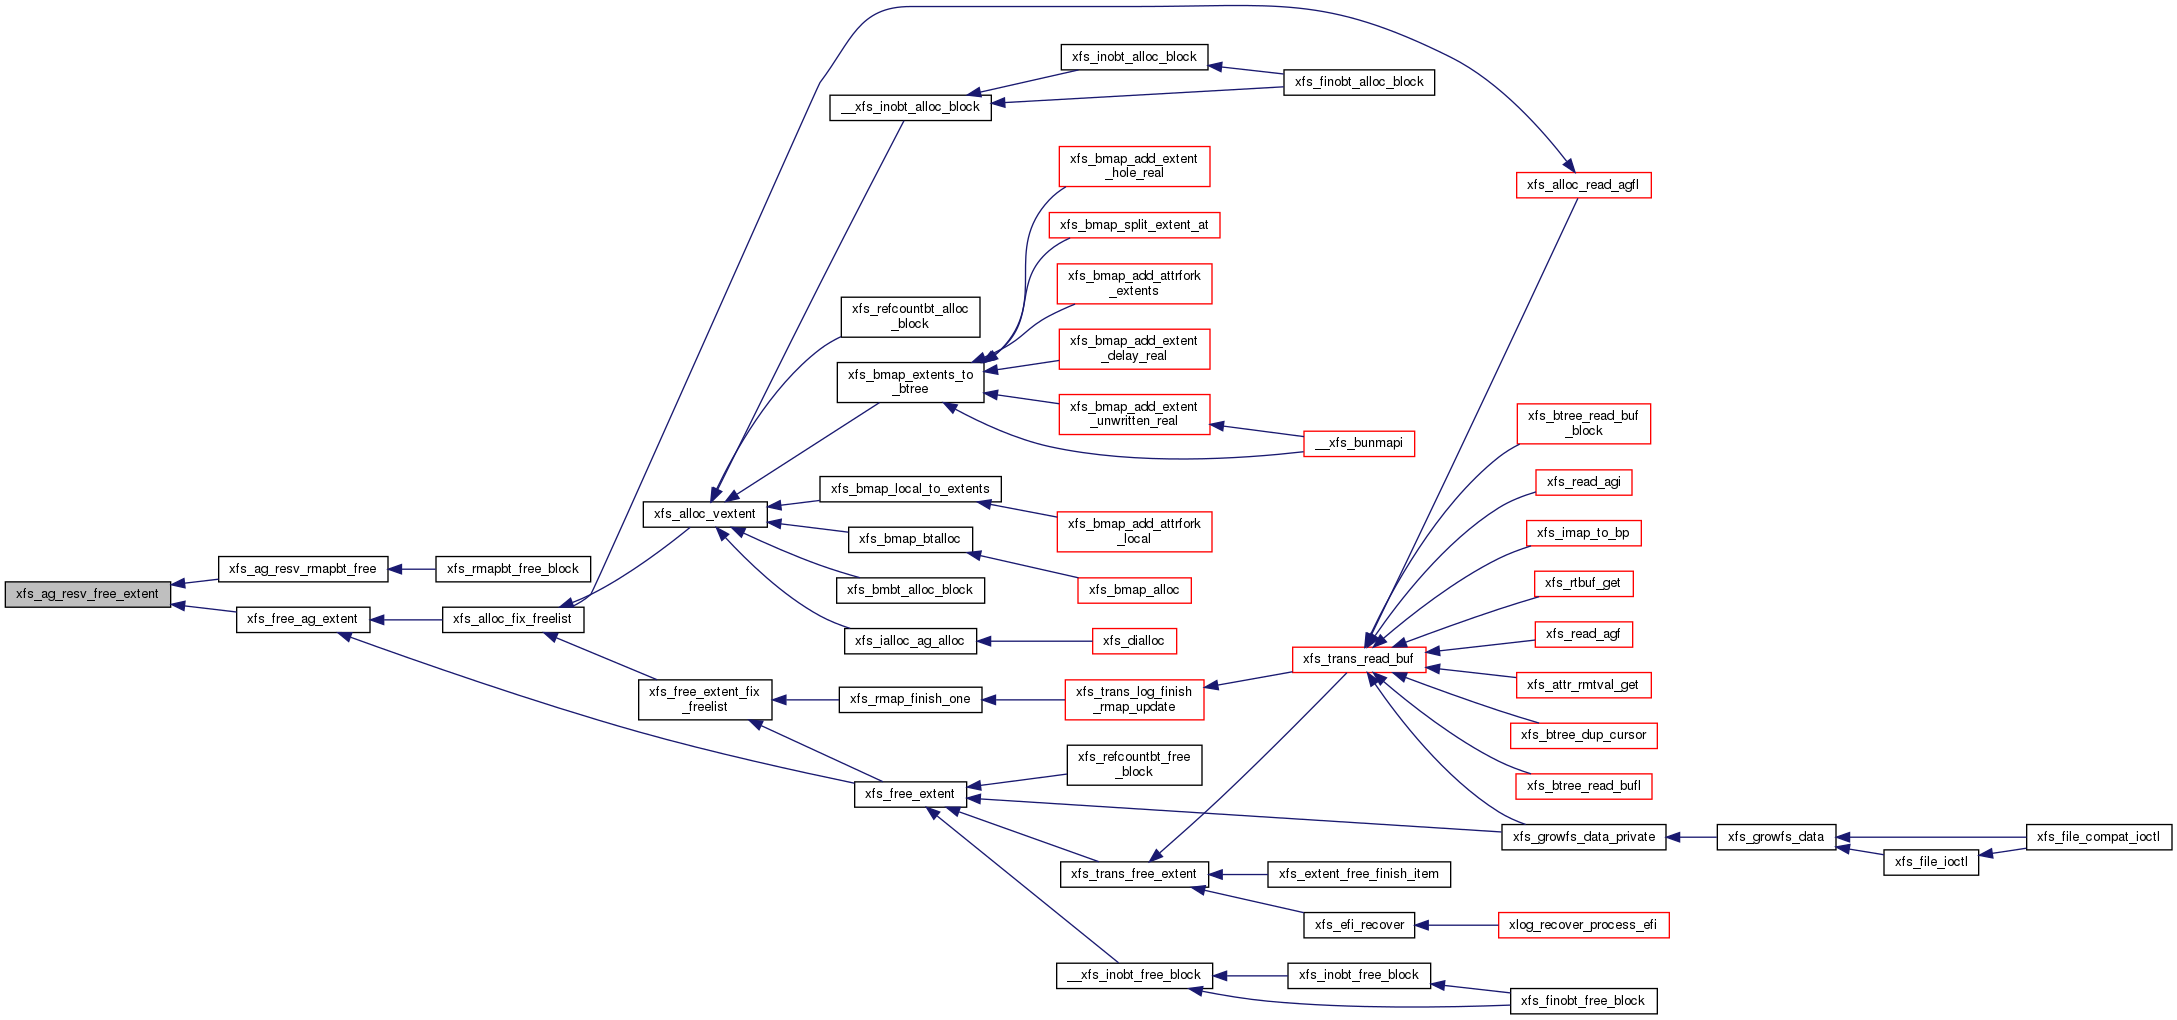 xfs_inobt_alloc_block
xfs_finobt_alloc_block
__xfs_inobt_alloc_block
xfs_bmap_add_extent
_hole_real
xfs_alloc_read_agfl
xfs_bmap_split_extent_at
xfs_bmap_add_attrfork
_extents
xfs_refcountbt_alloc
_block
xfs_bmap_add_extent
_delay_real
xfs_bmap_extents_to
_btree
xfs_bmap_add_extent
_unwritten_real
xfs_btree_read_buf
_block
__xfs_bunmapi
xfs_read_agi
xfs_bmap_local_to_extents
xfs_alloc_vextent
xfs_bmap_add_attrfork
_local
xfs_imap_to_bp
xfs_bmap_btalloc
xfs_ag_resv_rmapbt_free
xfs_rmapbt_free_block
xfs_rtbuf_get
xfs_ag_resv_free_extent
xfs_bmbt_alloc_block
xfs_bmap_alloc
xfs_free_ag_extent
xfs_alloc_fix_freelist
xfs_read_agf
xfs_ialloc_ag_alloc
xfs_dialloc
xfs_trans_read_buf
xfs_attr_rmtval_get
xfs_free_extent_fix
_freelist
xfs_rmap_finish_one
xfs_trans_log_finish
_rmap_update
xfs_btree_dup_cursor
xfs_refcountbt_free
_block
xfs_btree_read_bufl
xfs_free_extent
xfs_growfs_data_private
xfs_growfs_data
xfs_file_compat_ioctl
xfs_file_ioctl
xfs_trans_free_extent
xfs_extent_free_finish_item
xfs_efi_recover
xlog_recover_process_efi
__xfs_inobt_free_block
xfs_inobt_free_block
xfs_finobt_free_block